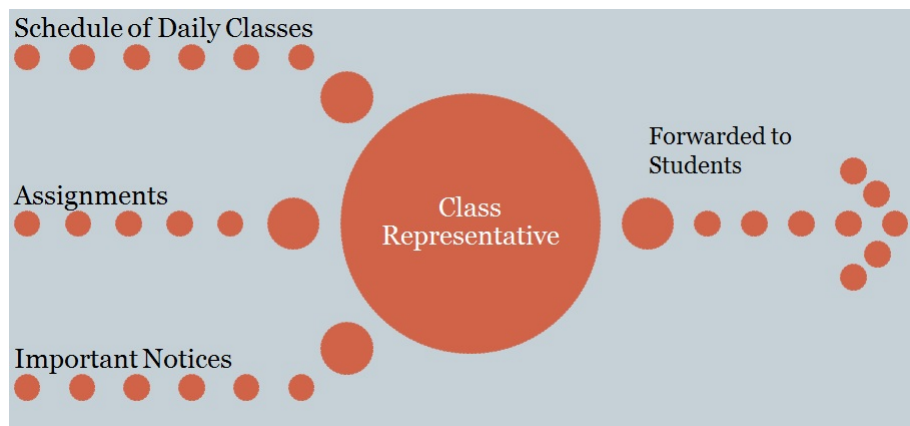 Schedule of Daily Classes
Assignments
Important Notices
Class
Representative
Forwarded to
Students